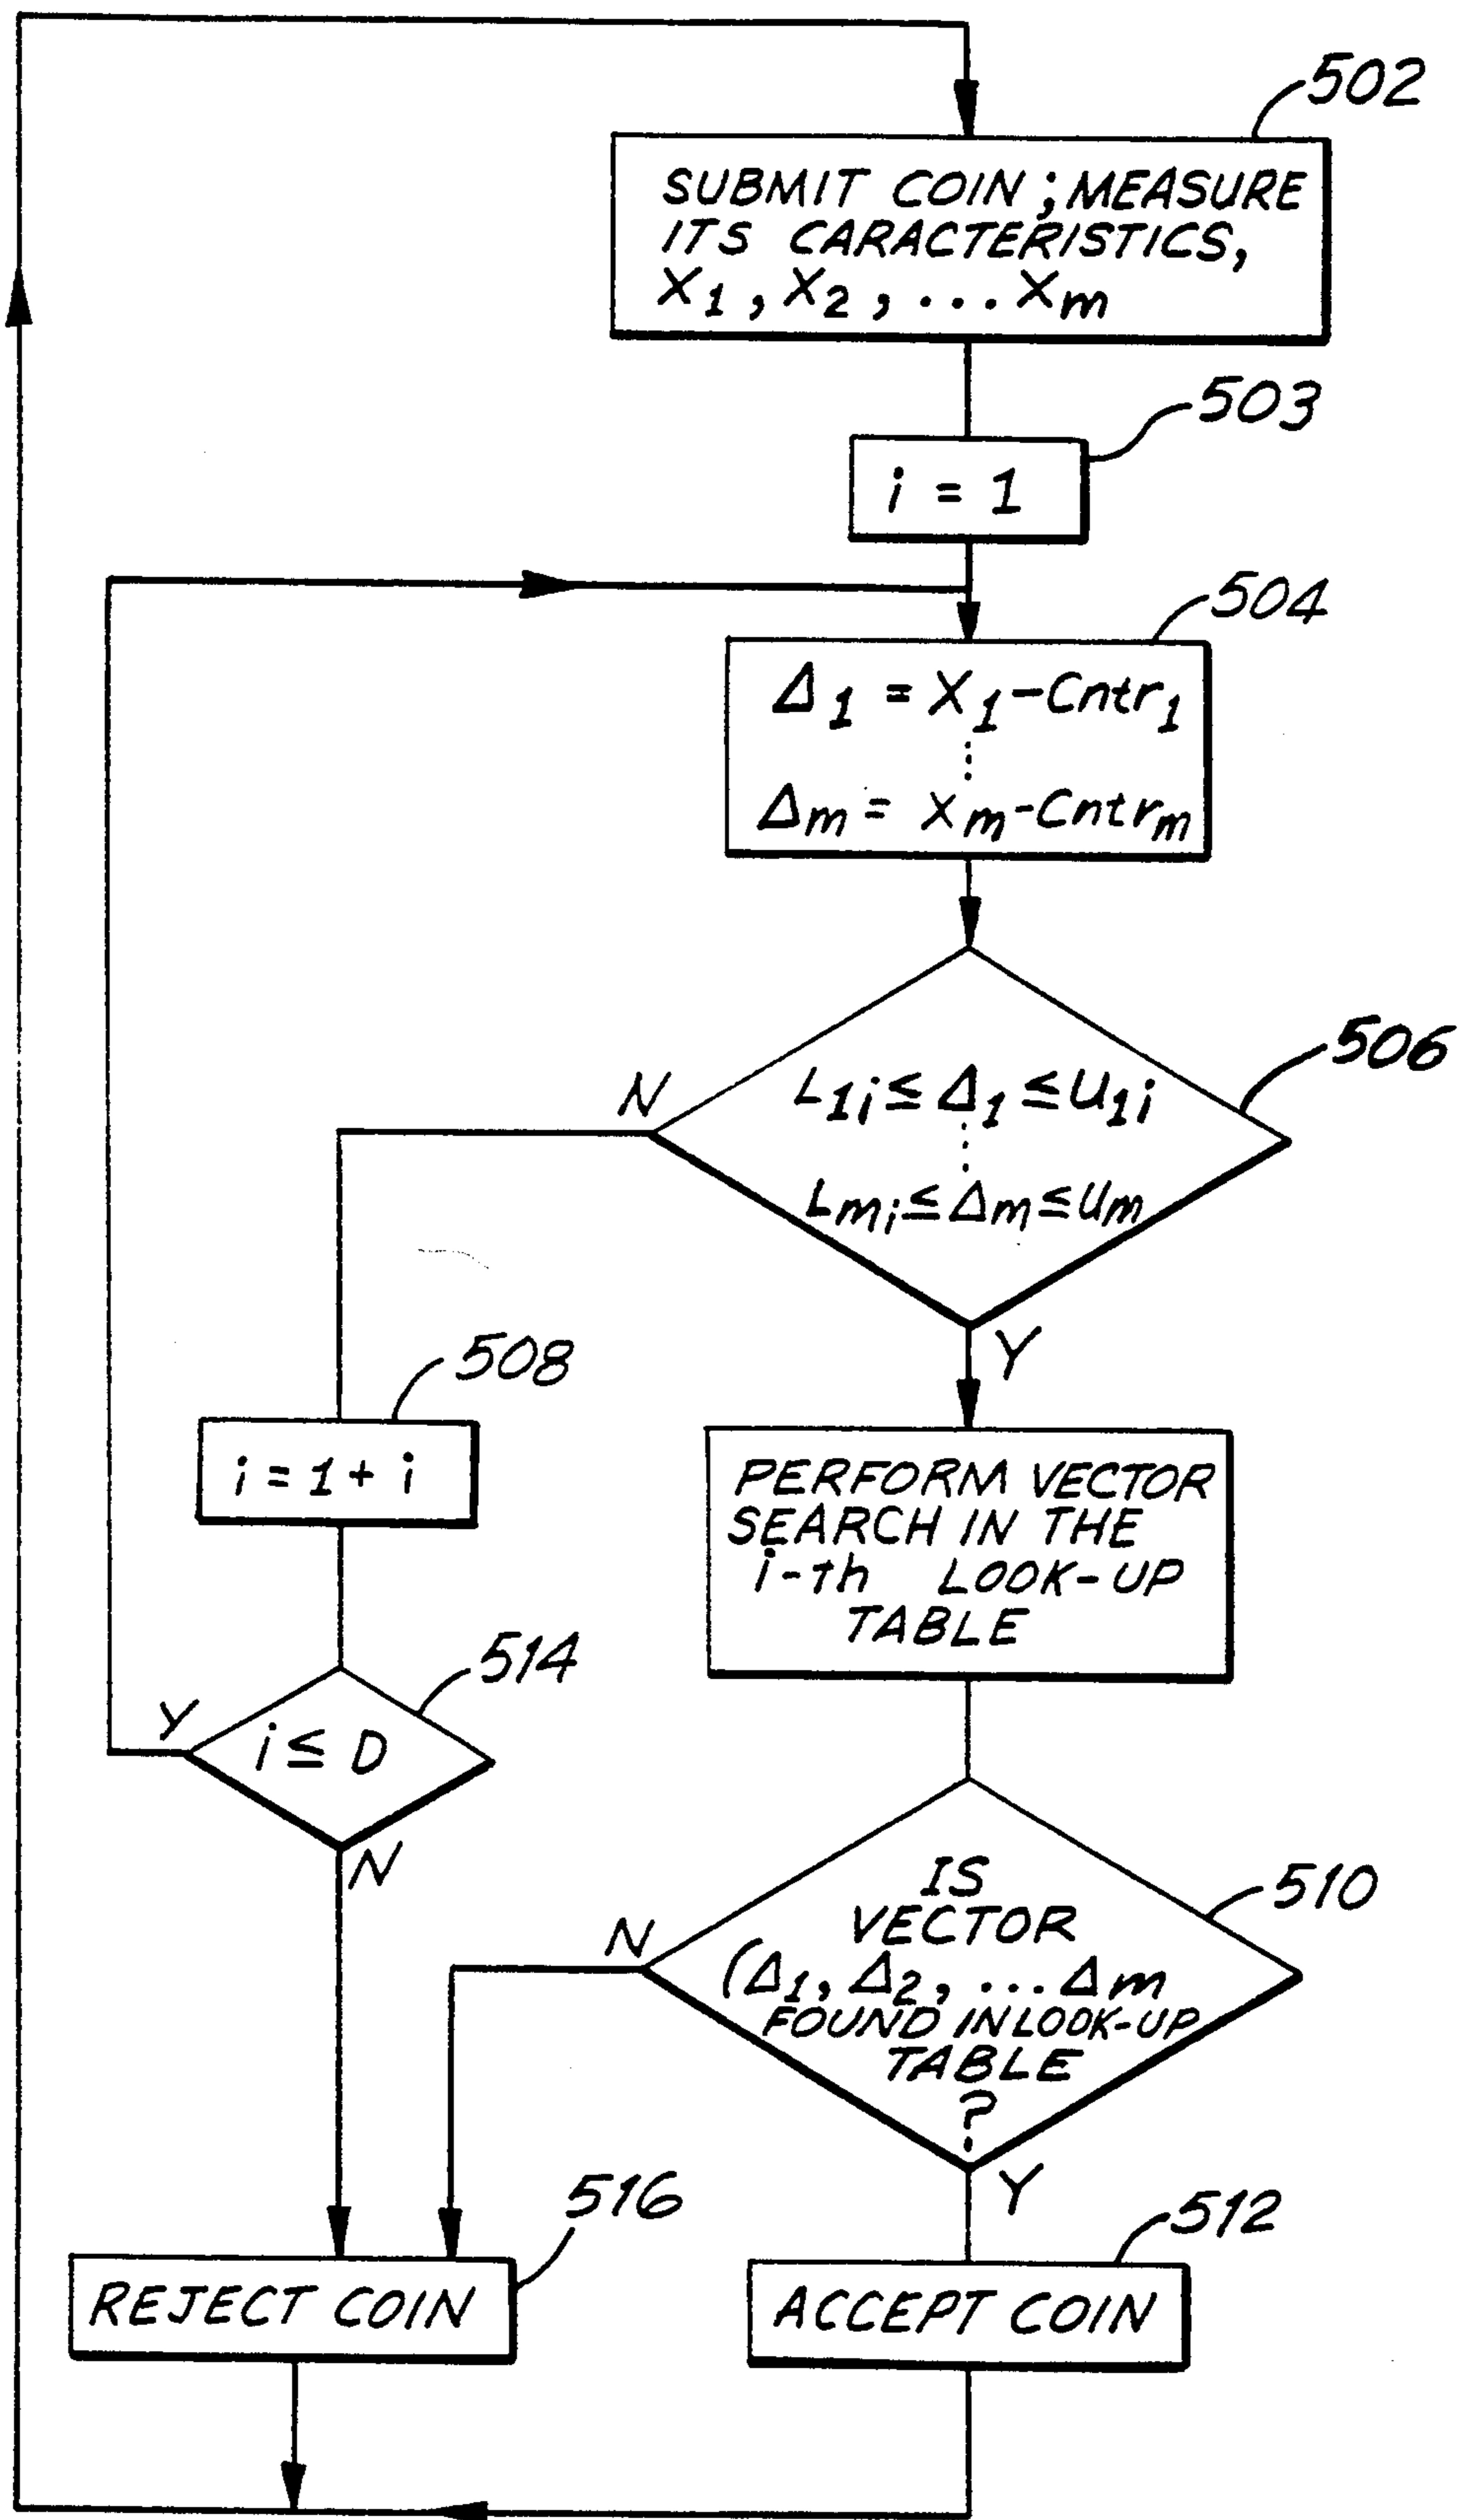 502
SUBMIT COIN ; MEASURE
ITS CARACTERISTICS,
X1 , X2 , ... Xm
503
i = 1
504
Δ1 = X1-Cntr1
⋮
Δm = Xm-Cntrm
506
N
L1i ≤ Δ1 ≤ U1i
⋮
Lmi ≤ Δm ≤ Um
Y
508
i = 1 + i
PERFORM VECTOR
SEARCH IN THE
i-th LOOK-UP
TABLE
514
Y
i ≤ D
N
510
N
IS
VECTOR
(Δ1, Δ2, ... Δm
FOUND IN LOOK-UP
TABLE
?
Y
516
REJECT COIN
512
ACCEPT COIN